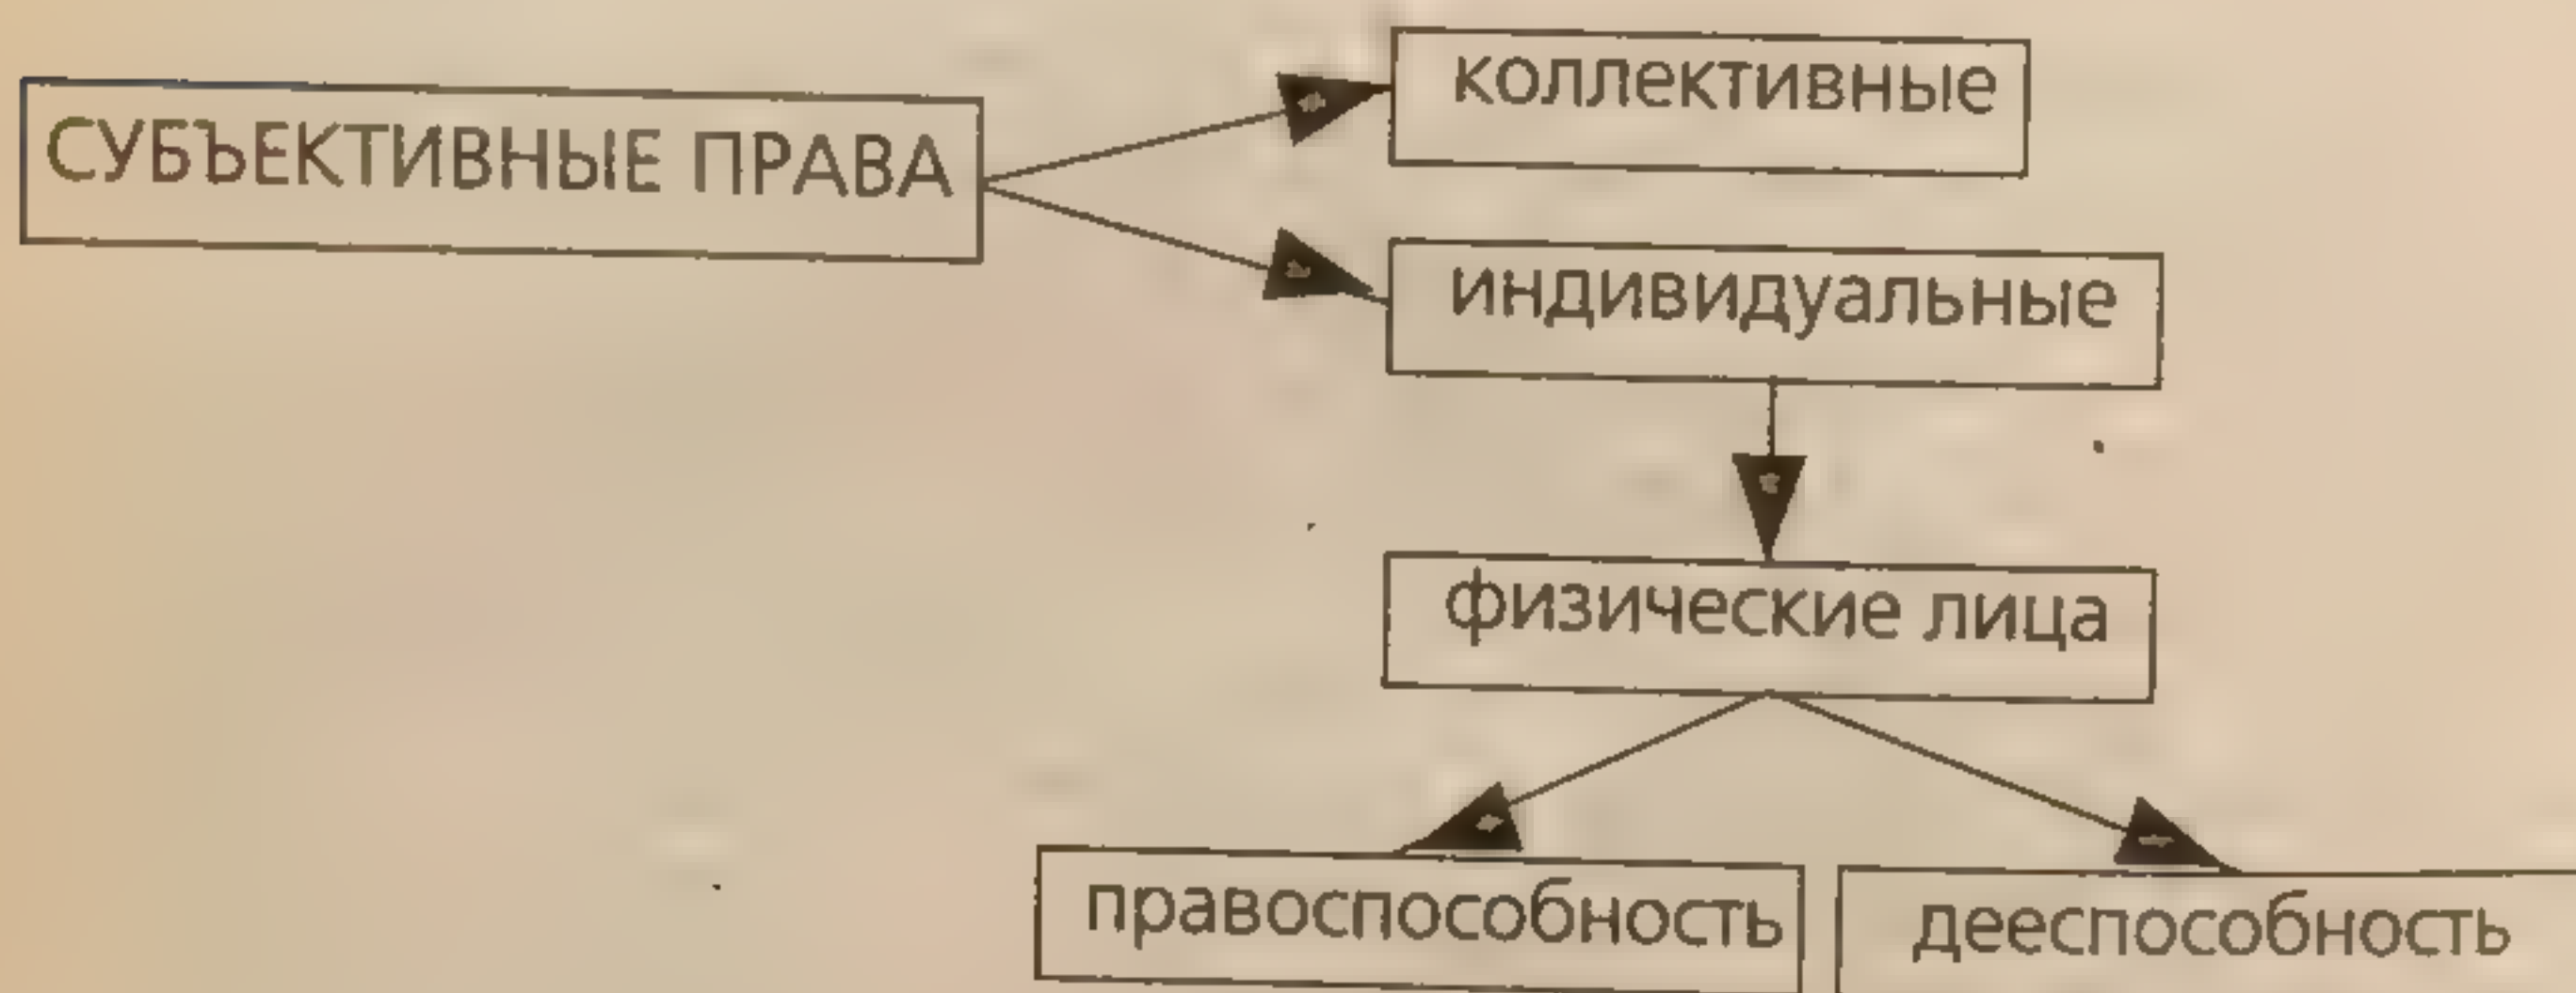 СУБЪЕКТИВНЫЕ ПРАВА
коллективные
индивидуальные
физические лица
правоспособность
дееспособность